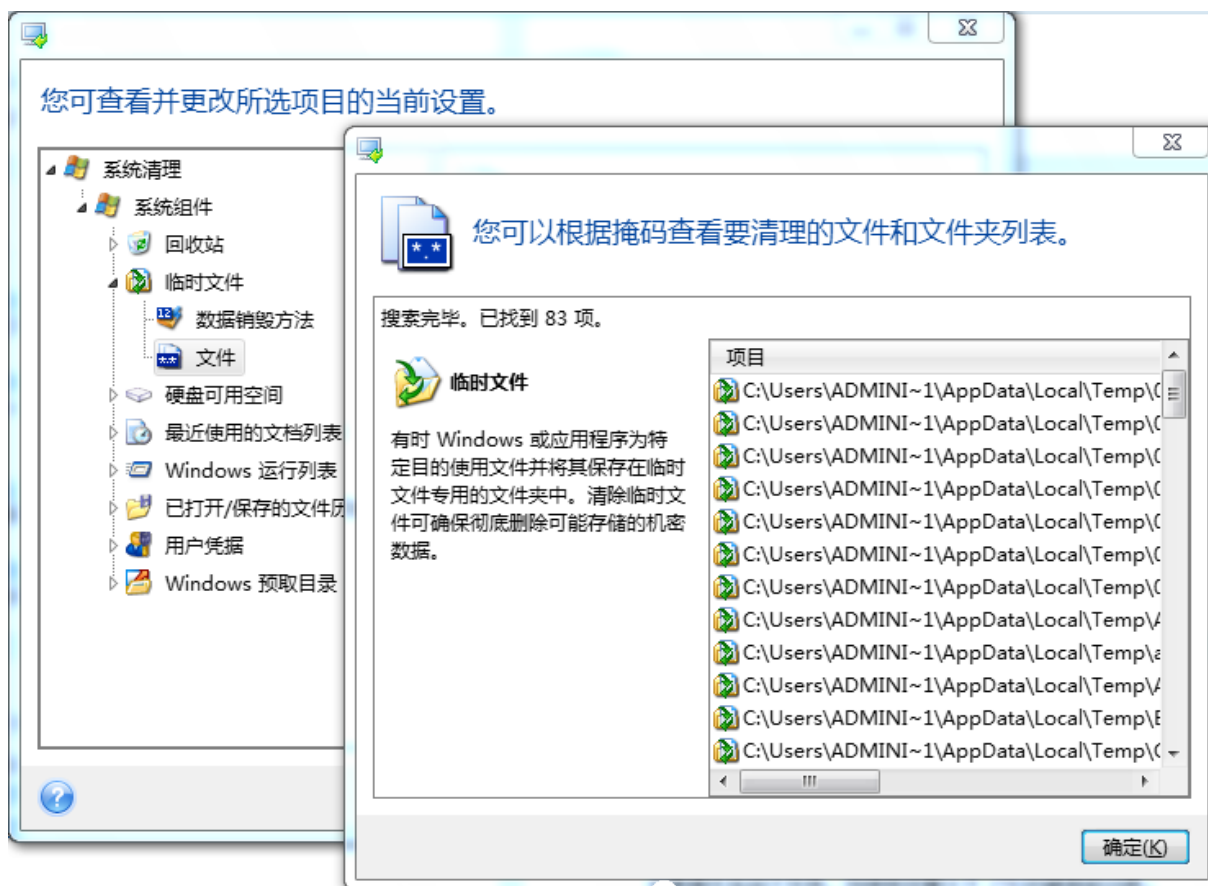 您可查看并更改所选项目的当前设置。
系统清理
系统组件
回收站
临时文件
数据销毁方法
文件
硬盘可用空间
最近使用的文档列表
Windows 运行列表
已打开/保存的文件历
用户凭据
Windows 预取目录
您可以根据掩码查看要清理的文件和文件夹列表。
搜索完毕。已找到 83 项。
临时文件
有时 Windows 或应用程序为特
定目的使用文件并将其保存在临时
文件专用的文件夹中。清除临时文
件可确保彻底删除可能存储的机密
数据。
项目
C:\Users\ADMINI~1\AppData\Local\Temp\
C:\Users\ADMINI~1\AppData\Local\Temp\
C:\Users\ADMINI~1\AppData\Local\Temp\
C:\Users\ADMINI~1\AppData\Local\Temp\
C:\Users\ADMINI~1\AppData\Local\Temp\
C:\Users\ADMINI~1\AppData\Local\Temp\
C:\Users\ADMINI~1\AppData\Local\Temp\
C:\Users\ADMINI~1\AppData\Local\Temp\
C:\Users\ADMINI~1\AppData\Local\Temp\
C:\Users\ADMINI~1\AppData\Local\Temp\
C:\Users\ADMINI~1\AppData\Local\Temp\
C:\Users\ADMINI~1\AppData\Local\Temp\
确定(K)